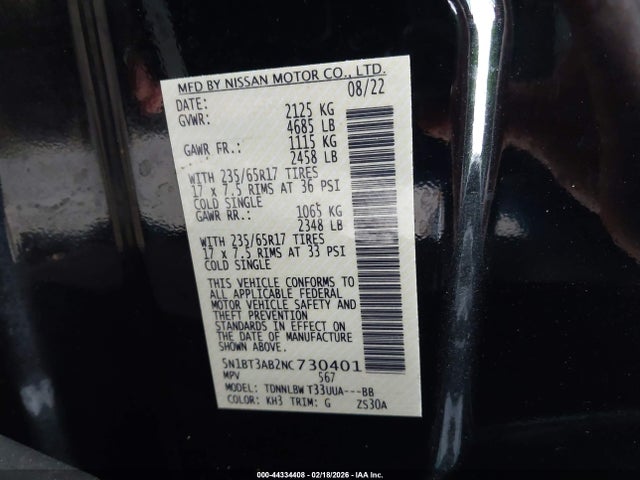 MFD BY NISSAN MOTOR CO., LTD.
DATE: 08/22
GVWR: 2125 KG
4685 LB
GAWR FR.: 1115 KG
2458 LB
WITH 235/65R17 TIRES
17 x 7.5 RIMS AT 36 PSI
COLD SINGLE
GAWR RR.: 1065 KG
2348 LB
WITH 235/65R17 TIRES
17 x 7.5 RIMS AT 33 PSI
COLD SINGLE
THIS VEHICLE CONFORMS TO
ALL APPLICABLE FEDERAL
MOTOR VEHICLE SAFETY AND
THEFT PREVENTION
STANDARDS IN EFFECT ON
THE DATE OF MANUFACTURE
SHOWN ABOVE.
5N1BT3AB2NC730401
MPV 567
MODEL: TDNNLBW T33UUA---BB
COLOR: KH3 TRIM: G ZS30A
000-44334408 - 02/18/2026 - IAA Inc.